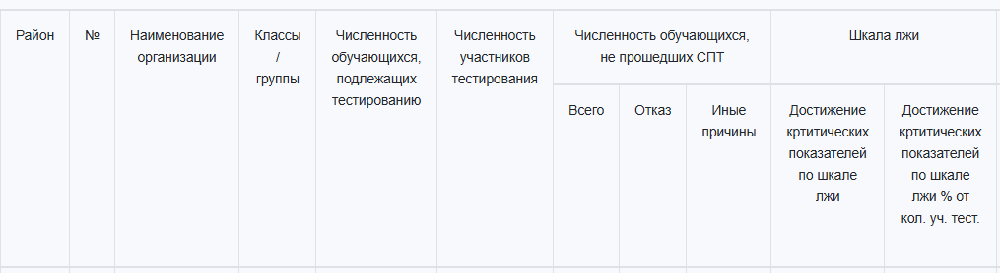 Район
№
Наименование
организации
Классы
/
группы
Численность
обучающихся,
подлежащих
тестированию
Численность
участников
тестирования
Численность обучающихся,
не прошедших СПТ
Шкала лжи
Всего
Отказ
Иные
причины
Достижение
кртитических
показателей
по шкале
лжи
Достижение
кртитических
показателей
по шкале
лжи % от
кол. уч. тест.